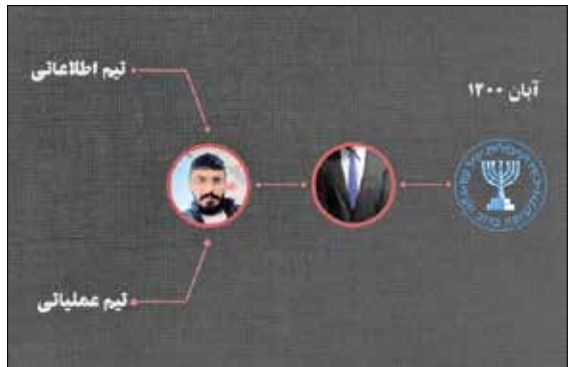 تیم اطلاعاتی
آبان ۱۴۰۰
تیم عملیاتی